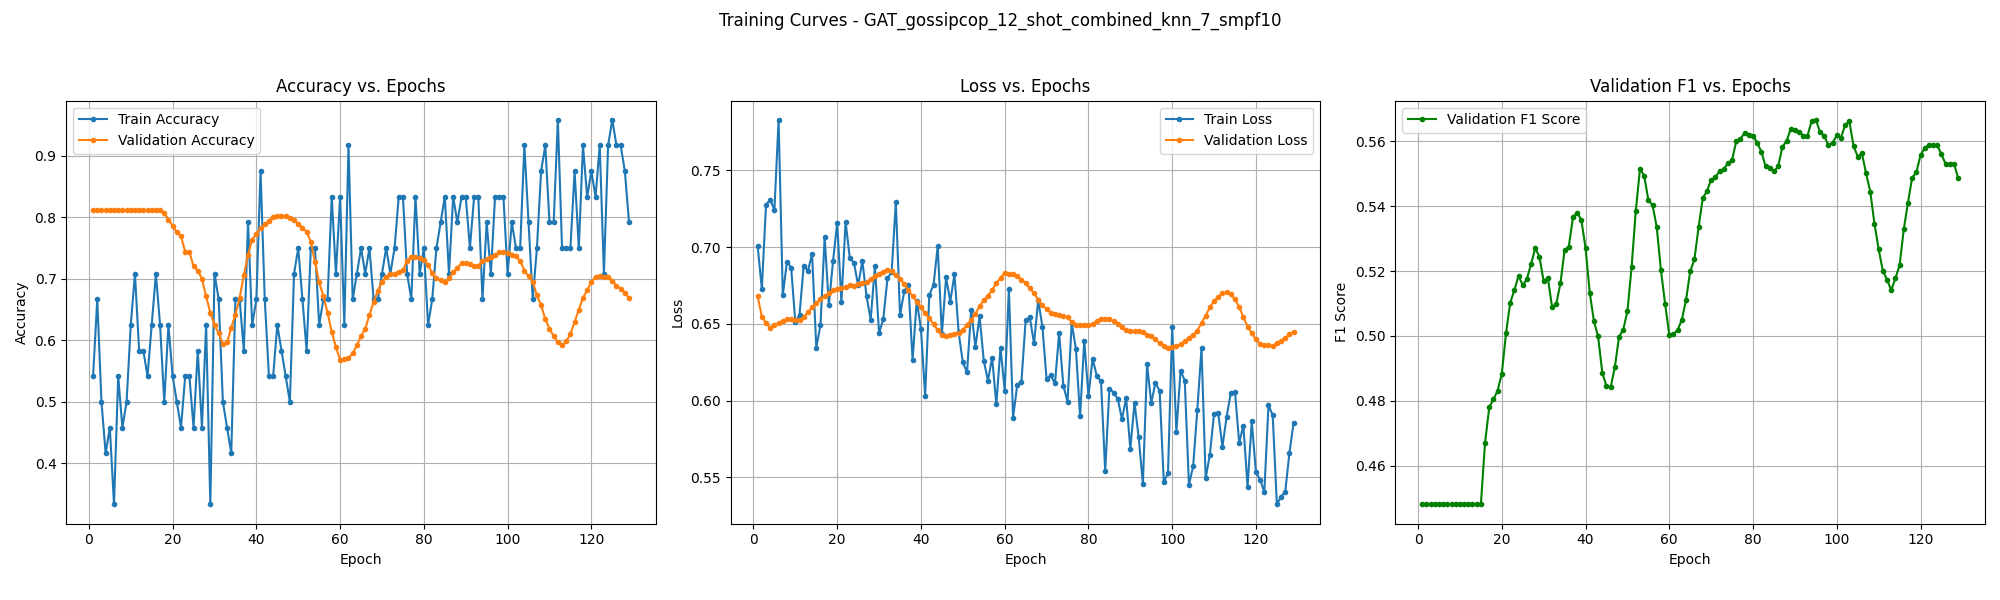 Training Curves - GAT_gossipcop_12_shot_combined_knn_7_smpf10
Accuracy vs. Epochs
Train Accuracy
Validation Accuracy
0.9
0.8
0.7
0.6
0.5
0.4
Accuracy
0 20 40 60 80 100 120
Epoch
Loss vs. Epochs
Train Loss
Validation Loss
0.75
0.70
0.65
0.60
0.55
Loss
0 20 40 60 80 100 120
Epoch
Validation F1 vs. Epochs
Validation F1 Score
0.56
0.54
0.52
0.50
0.48
0.46
F1 Score
0 20 40 60 80 100 120
Epoch